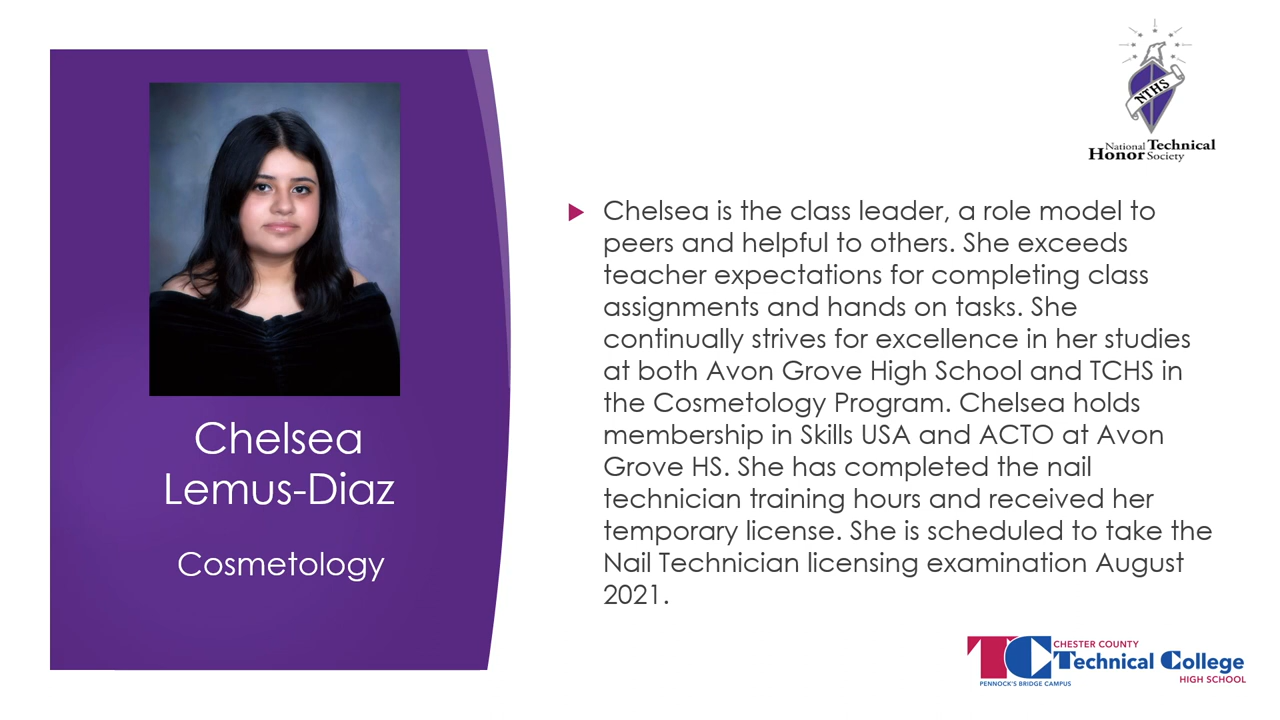 NTHS
National Technical
Honor Society
Chelsea is the class leader, a role model to
peers and helpful to others. She exceeds
teacher expectations for completing class
assignments and hands on tasks. She
continually strives for excellence in her studies
at both Avon Grove High School and TCHS in
the Cosmetology Program. Chelsea holds
membership in Skills USA and ACTO at Avon
Grove HS. She has completed the nail
technician training hours and received her
temporary license. She is scheduled to take the
Nail Technician licensing examination August
2021.
Chelsea
Lemus-Diaz
Cosmetology
TC
CHESTER COUNTY
Technical College
HIGH SCHOOL
PENNOCK'S BRIDGE CAMPUS